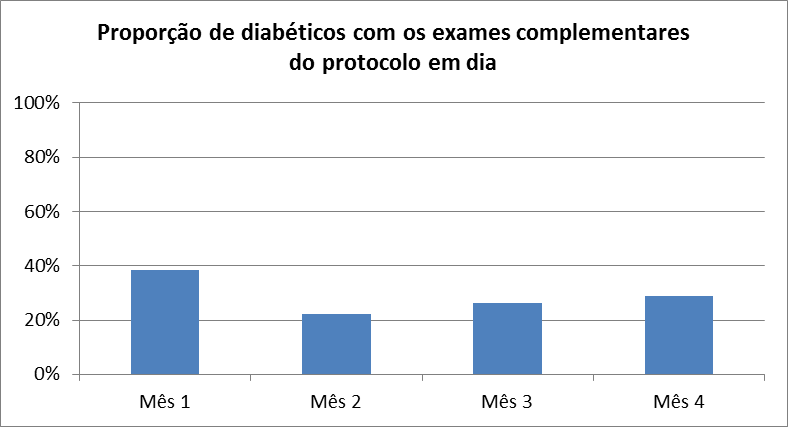 Proporção de diabéticos com os exames complementares
do protocolo em dia
100%
80%
60%
40%
20%
0%
Mês 1 Mês 2 Mês 3 Mês 4